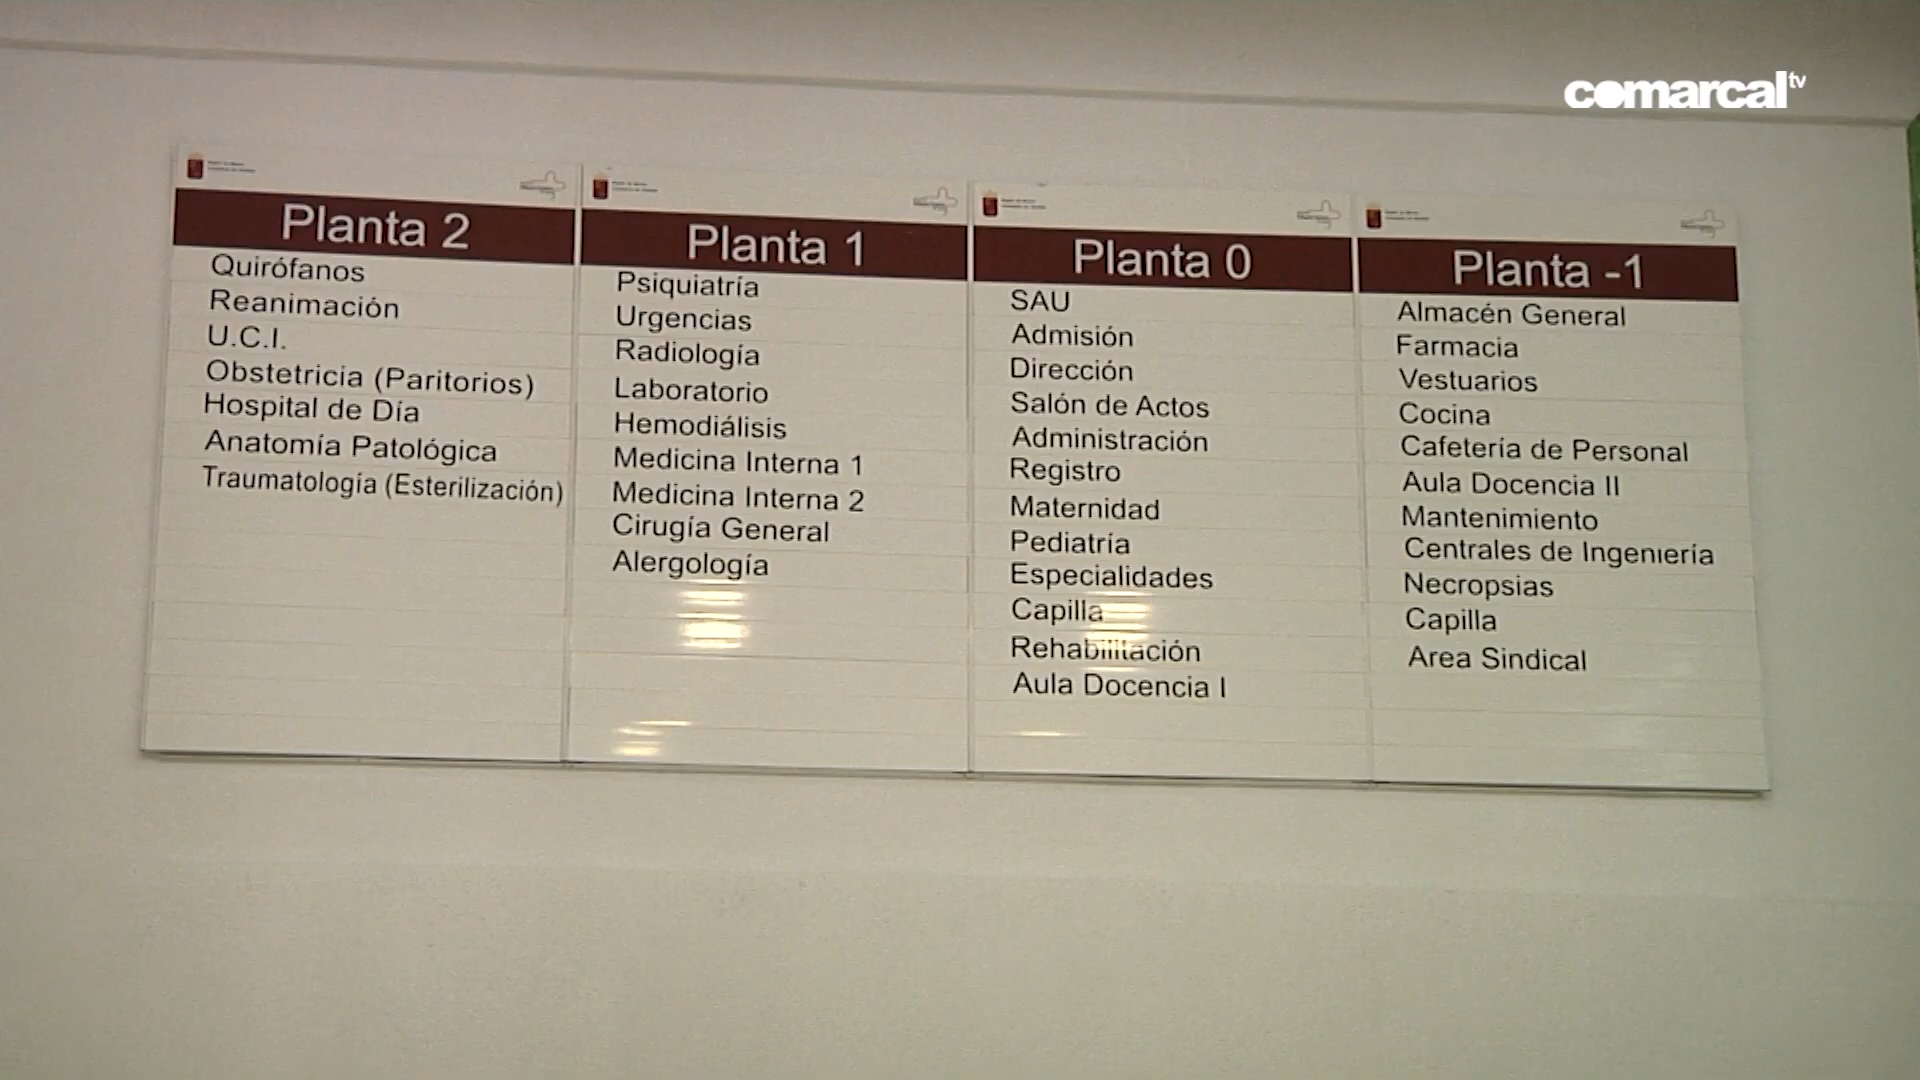 comarcal tv
Planta 2
Quirófanos
Reanimación
U.C.I.
Obstetricia (Paritorios)
Hospital de Día
Anatomía Patológica
Traumatología (Esterilización)
Planta 1
Psiquiatría
Urgencias
Radiología
Laboratorio
Hemodiálisis
Medicina Interna 1
Medicina Interna 2
Cirugía General
Alergología
Planta 0
SAU
Admisión
Dirección
Salón de Actos
Administración
Registro
Maternidad
Pediatría
Especialidades
Capilla
Rehabilitación
Aula Docencia I
Planta -1
Almacén General
Farmacia
Vestuarios
Cocina
Cafetería de Personal
Aula Docencia II
Mantenimiento
Centrales de Ingeniería
Necropsias
Capilla
Area Sindical